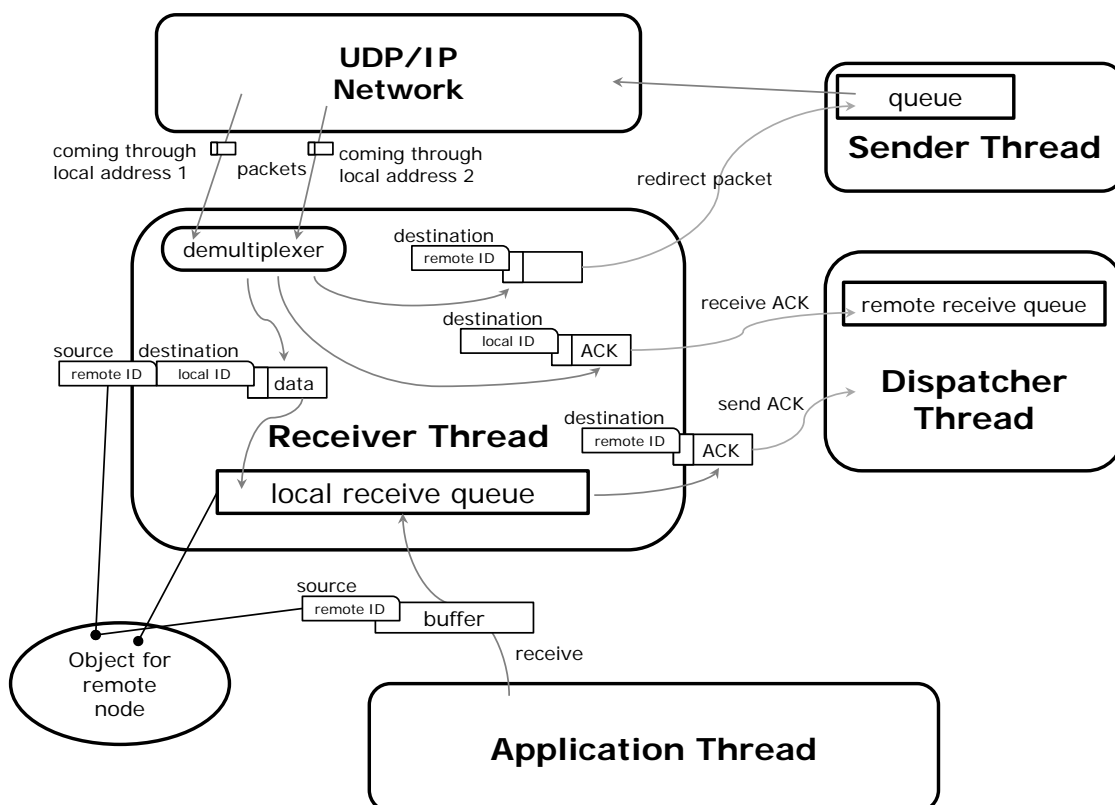 UDP/IP
Network
queue
Sender Thread
coming through
local address 1
packets
coming through
local address 2
redirect packet
demultiplexer
destination
remote ID
receive ACK
remote receive queue
destination
local ID
ACK
source
destination
remote ID
local ID
data
Dispatcher
Thread
send ACK
destination
remote ID
ACK
Receiver Thread
local receive queue
source
remote ID
buffer
receive
Object for
remote
node
Application Thread